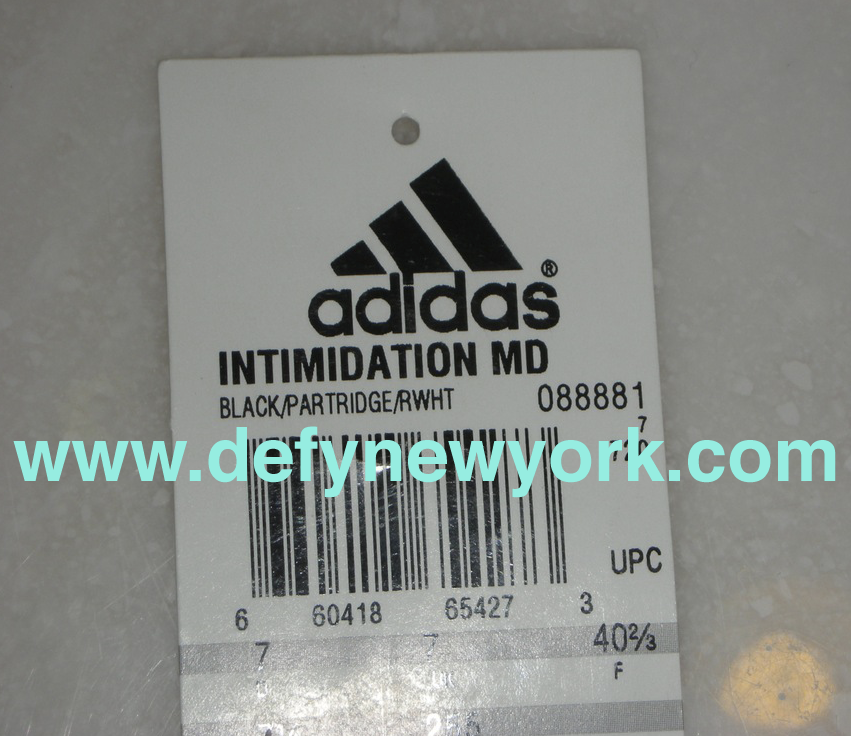 adidas®
INTIMIDATION MD
BLACK/PARTRIDGE/RWHT 088881
7
www.defynewyork.com
UPC
6 60418 65427 3
7 7 40⅔
F